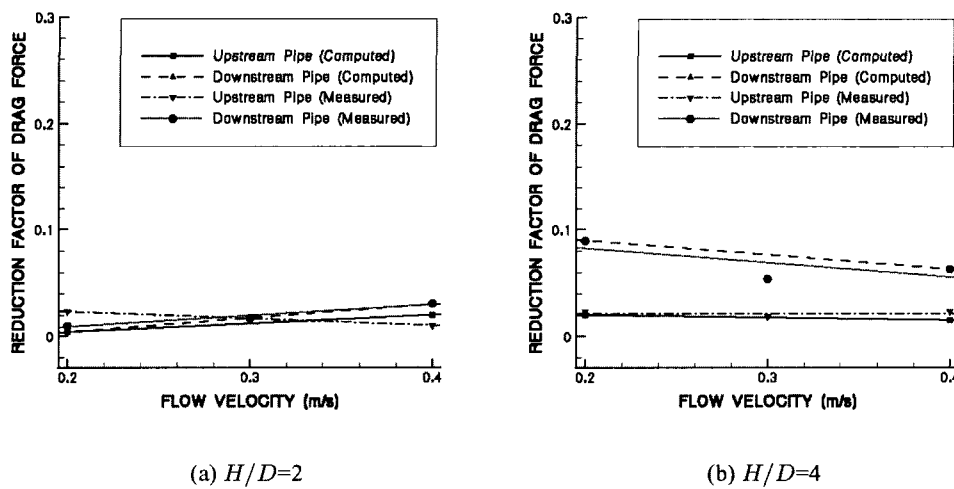 0.3
0.2
0.1
0
REDUCTION FACTOR OF DRAG FORCE
Upstream Pipe (Computed)
Downstream Pipe (Computed)
Upstream Pipe (Measured)
Downstream Pipe (Measured)
0.2
0.3
0.4
FLOW VELOCITY (m/s)
(a) H/D=2
0.3
0.2
0.1
0
REDUCTION FACTOR OF DRAG FORCE
Upstream Pipe (Computed)
Downstream Pipe (Computed)
Upstream Pipe (Measured)
Downstream Pipe (Measured)
0.2
0.3
0.4
FLOW VELOCITY (m/s)
(b) H/D=4